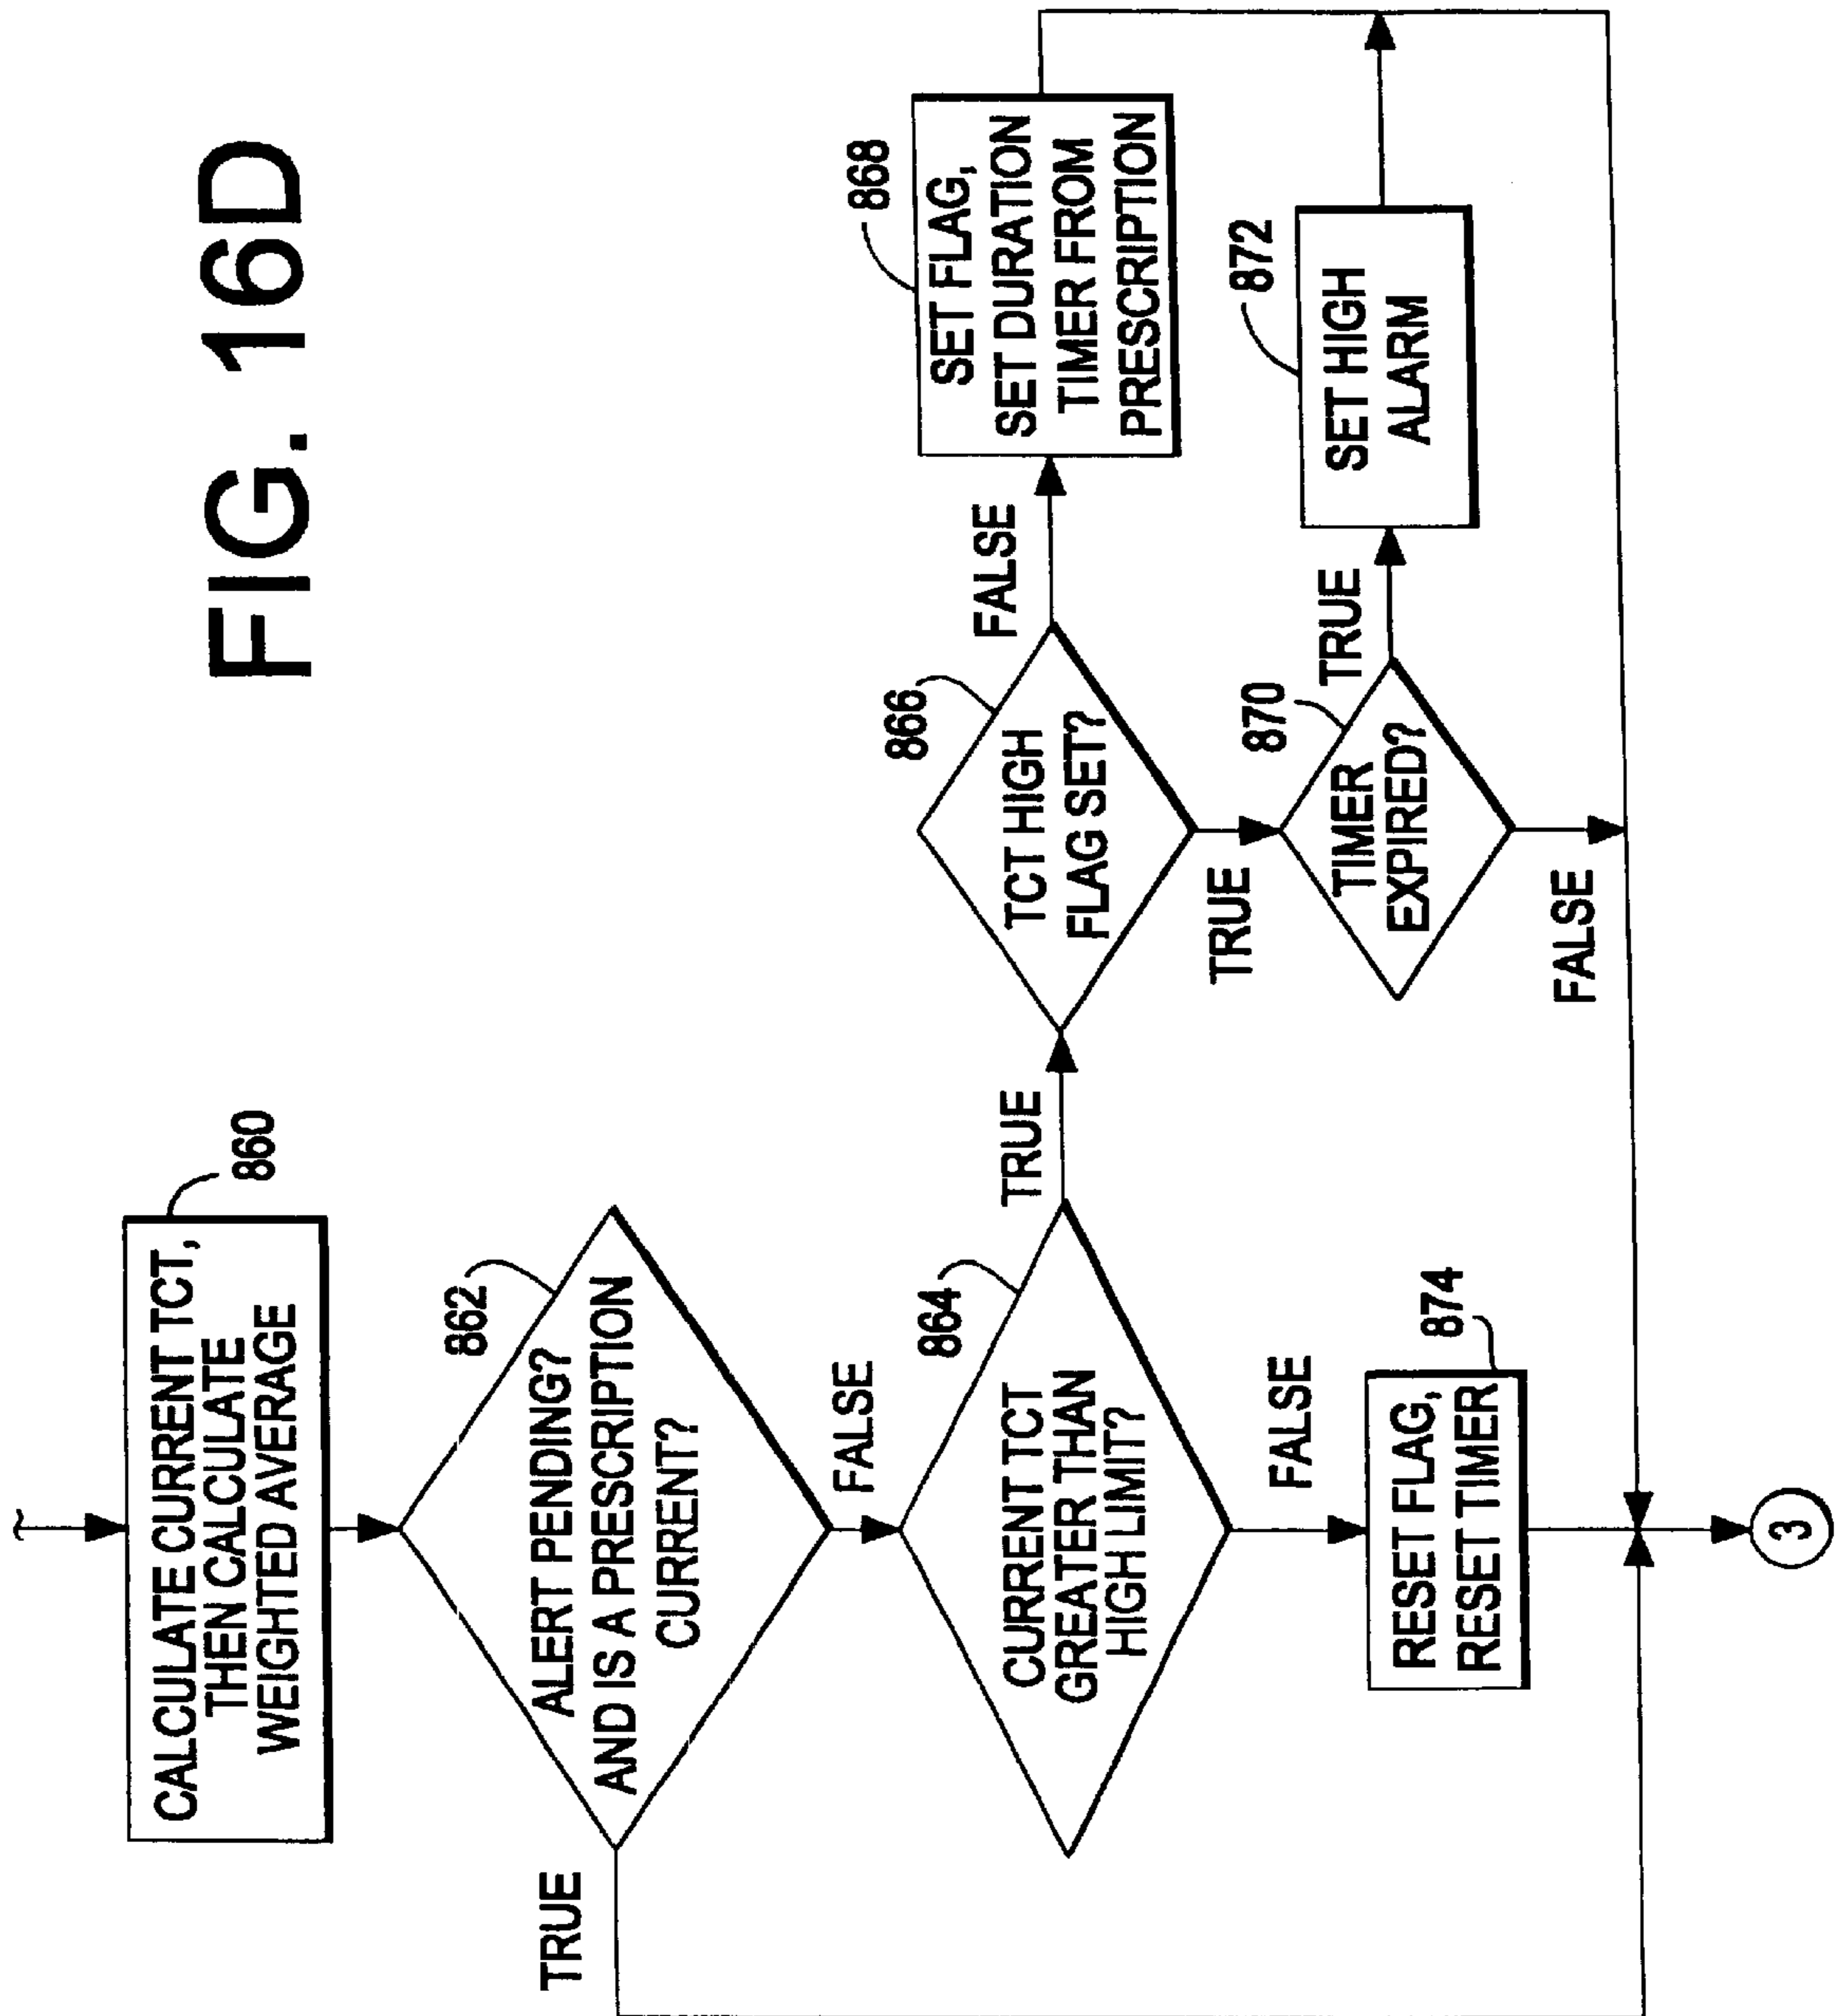 FIG. 16D
CALCULATE CURRENT TCT,
THEN CALCULATE
WEIGHTED AVERAGE
860
862
ALERT PENDING?
AND IS A PRESCRIPTION
CURRENT?
TRUE
FALSE
864
CURRENT TCT
GREATER THAN
HIGH LIMIT?
TRUE
FALSE
866
TCT HIGH
FLAG SET?
FALSE
TRUE
868
SET FLAG,
SET DURATION
TIMER FROM
PRESCRIPTION
870
TIMER
EXPIRED?
TRUE
FALSE
872
SET HIGH
ALARM
874
RESET FLAG,
RESET TIMER
3